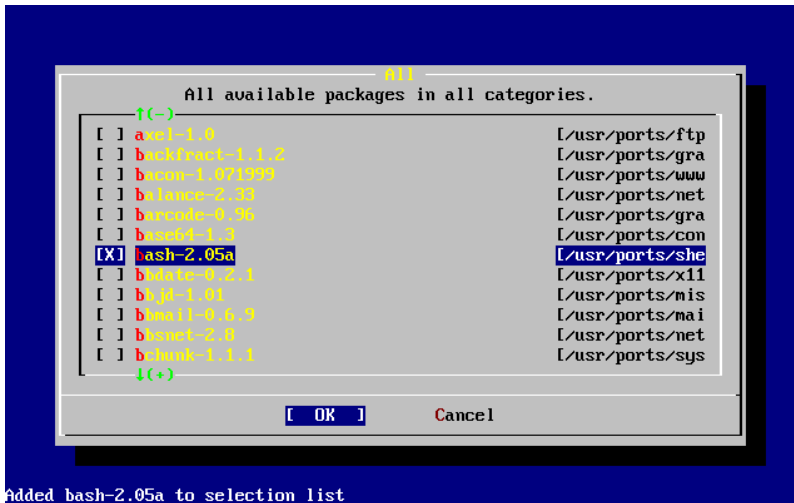 All
All available packages in all categories.
↑(-)
[ ] axel-1.0 [/usr/ports/ftp
[ ] backfract-1.1.2 [/usr/ports/gra
[ ] bacon-1.071999 [/usr/ports/www
[ ] balance-2.33 [/usr/ports/net
[ ] barcode-0.96 [/usr/ports/gra
[ ] base64-1.3 [/usr/ports/con
[X] bash-2.05a [/usr/ports/she
[ ] bbdate-0.2.1 [/usr/ports/x11
[ ] bbjd-1.01 [/usr/ports/mis
[ ] bbmail-0.6.9 [/usr/ports/mai
[ ] bbsnet-2.8 [/usr/ports/net
[ ] bchunk-1.1.1 [/usr/ports/sys
↓(+)
[ OK ] Cancel
Added bash-2.05a to selection list